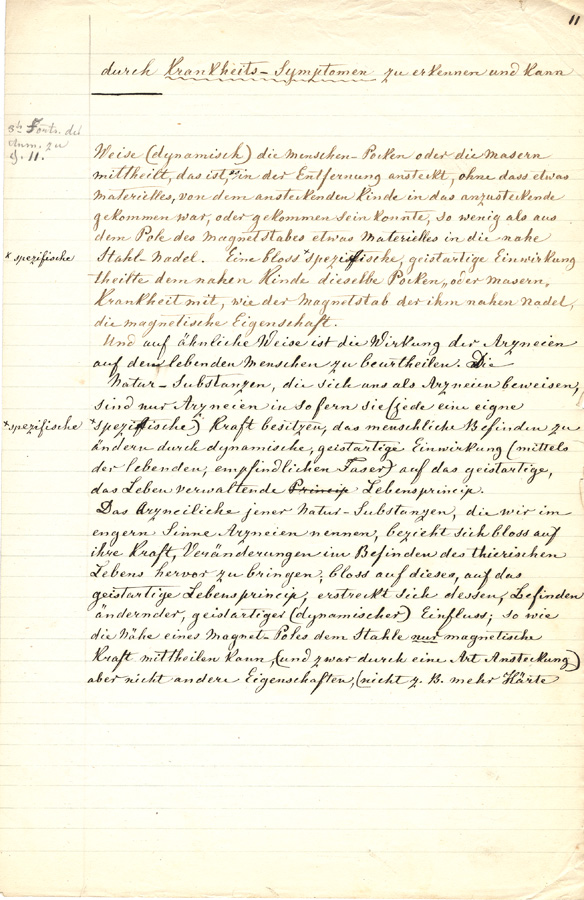 11
durch Krankheits-Symptomen zu erkennen und kann
sh Forts. der
Anm. zu
§. 11.
Weise (dynamisch) die Menschen-Pocken oder die Masern
mittheilt, das ist, in der Entfernung ansteckt, ohne dass etwas
Materielles, von dem ansteckenden Kinde in das anzusteckende
gekommen war, oder gekommen sein konnte, so wenig als aus
dem Pole des Magnetstabes etwas Materielles in die nahe
* spezifische
Stahl-Nadel. Eine bloss *spezifische, geistartige Einwirkung
theilte dem nahen Kinde dieselbe Pocken„ oder Masern„
Krankheit mit, wie der Magnetstab der ihm nahen Nadel,
die magnetische Eigenschaft.
Und auf ähnliche Weise ist die Wirkung der Arzneien
auf dem lebenden Menschen zu beurtheilen. Die
Natur-Substanzen, die sich uns als Arzneien beweisen,
sind nur Arzneien in sofern sie (jede eine eigne
*spezifische
*spezifische) Kraft besitzen, das menschliche Befinden zu
ändern durch dynamische, geistartige Einwirkung (mittels
der lebenden, empfindlichen Faser) auf das geistartige,
das Leben verwaltende Princip Lebensprincip.
Das Arzneiliche jener Natur-Substanzen, die wir im
engern Sinne Arzneien nennen, bezieht sich bloss auf
ihre Kraft, Veränderungen im Befinden des thierischen
Lebens hervor zu bringen; bloss auf dieses, auf das
geistartige Lebensprincip, erstreckt sich dessen, Befinden
ändernder, geistartiger (dynamischer) Einfluss; so wie
die Nähe eines Magnet-Poles dem Stahle nur magnetische
Kraft mittheilen kann, (und zwar durch eine Art Ansteckung)
aber nicht andere Eigenschaften, (nicht z. B. mehr Härte